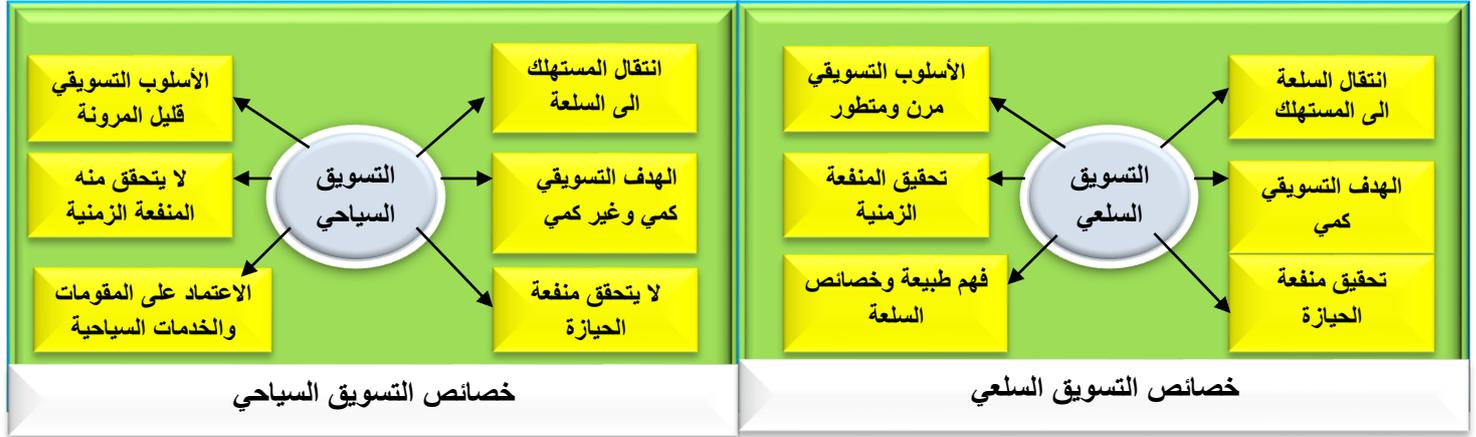 انتقال السلعة
الى المستهلك
الهدف التسويقي
كمي
تحقيق منفعة
الحيازة
التسويق
السلعي
الأسلوب التسويقي
مرن ومتطور
تحقيق المنفعة
الزمنية
فهم طبيعة وخصائص
السلعة
خصائص التسويق السلعي
انتقال المستهلك
الى السلعة
الهدف التسويقي
كمي وغير كمي
لا يتحقق منفعة
الحيازة
التسويق
السياحي
الأسلوب التسويقي
قليل المرونة
لا يتحقق منه
المنفعة الزمنية
الاعتماد على المقومات
والخدمات السياحية
خصائص التسويق السياحي